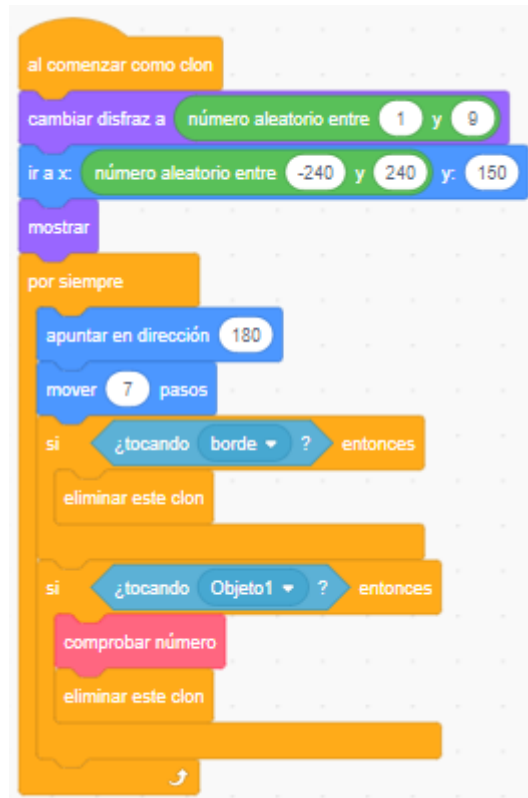 al comenzar como clon
cambiar disfraz a número aleatorio entre 1 y 9
ir a x: número aleatorio entre -240 y 240 y: 150
mostrar
por siempre
apuntar en dirección 180
mover 7 pasos
si ¿tocando borde ? entonces
eliminar este clon
si ¿tocando Objeto1 ? entonces
comprobar número
eliminar este clon